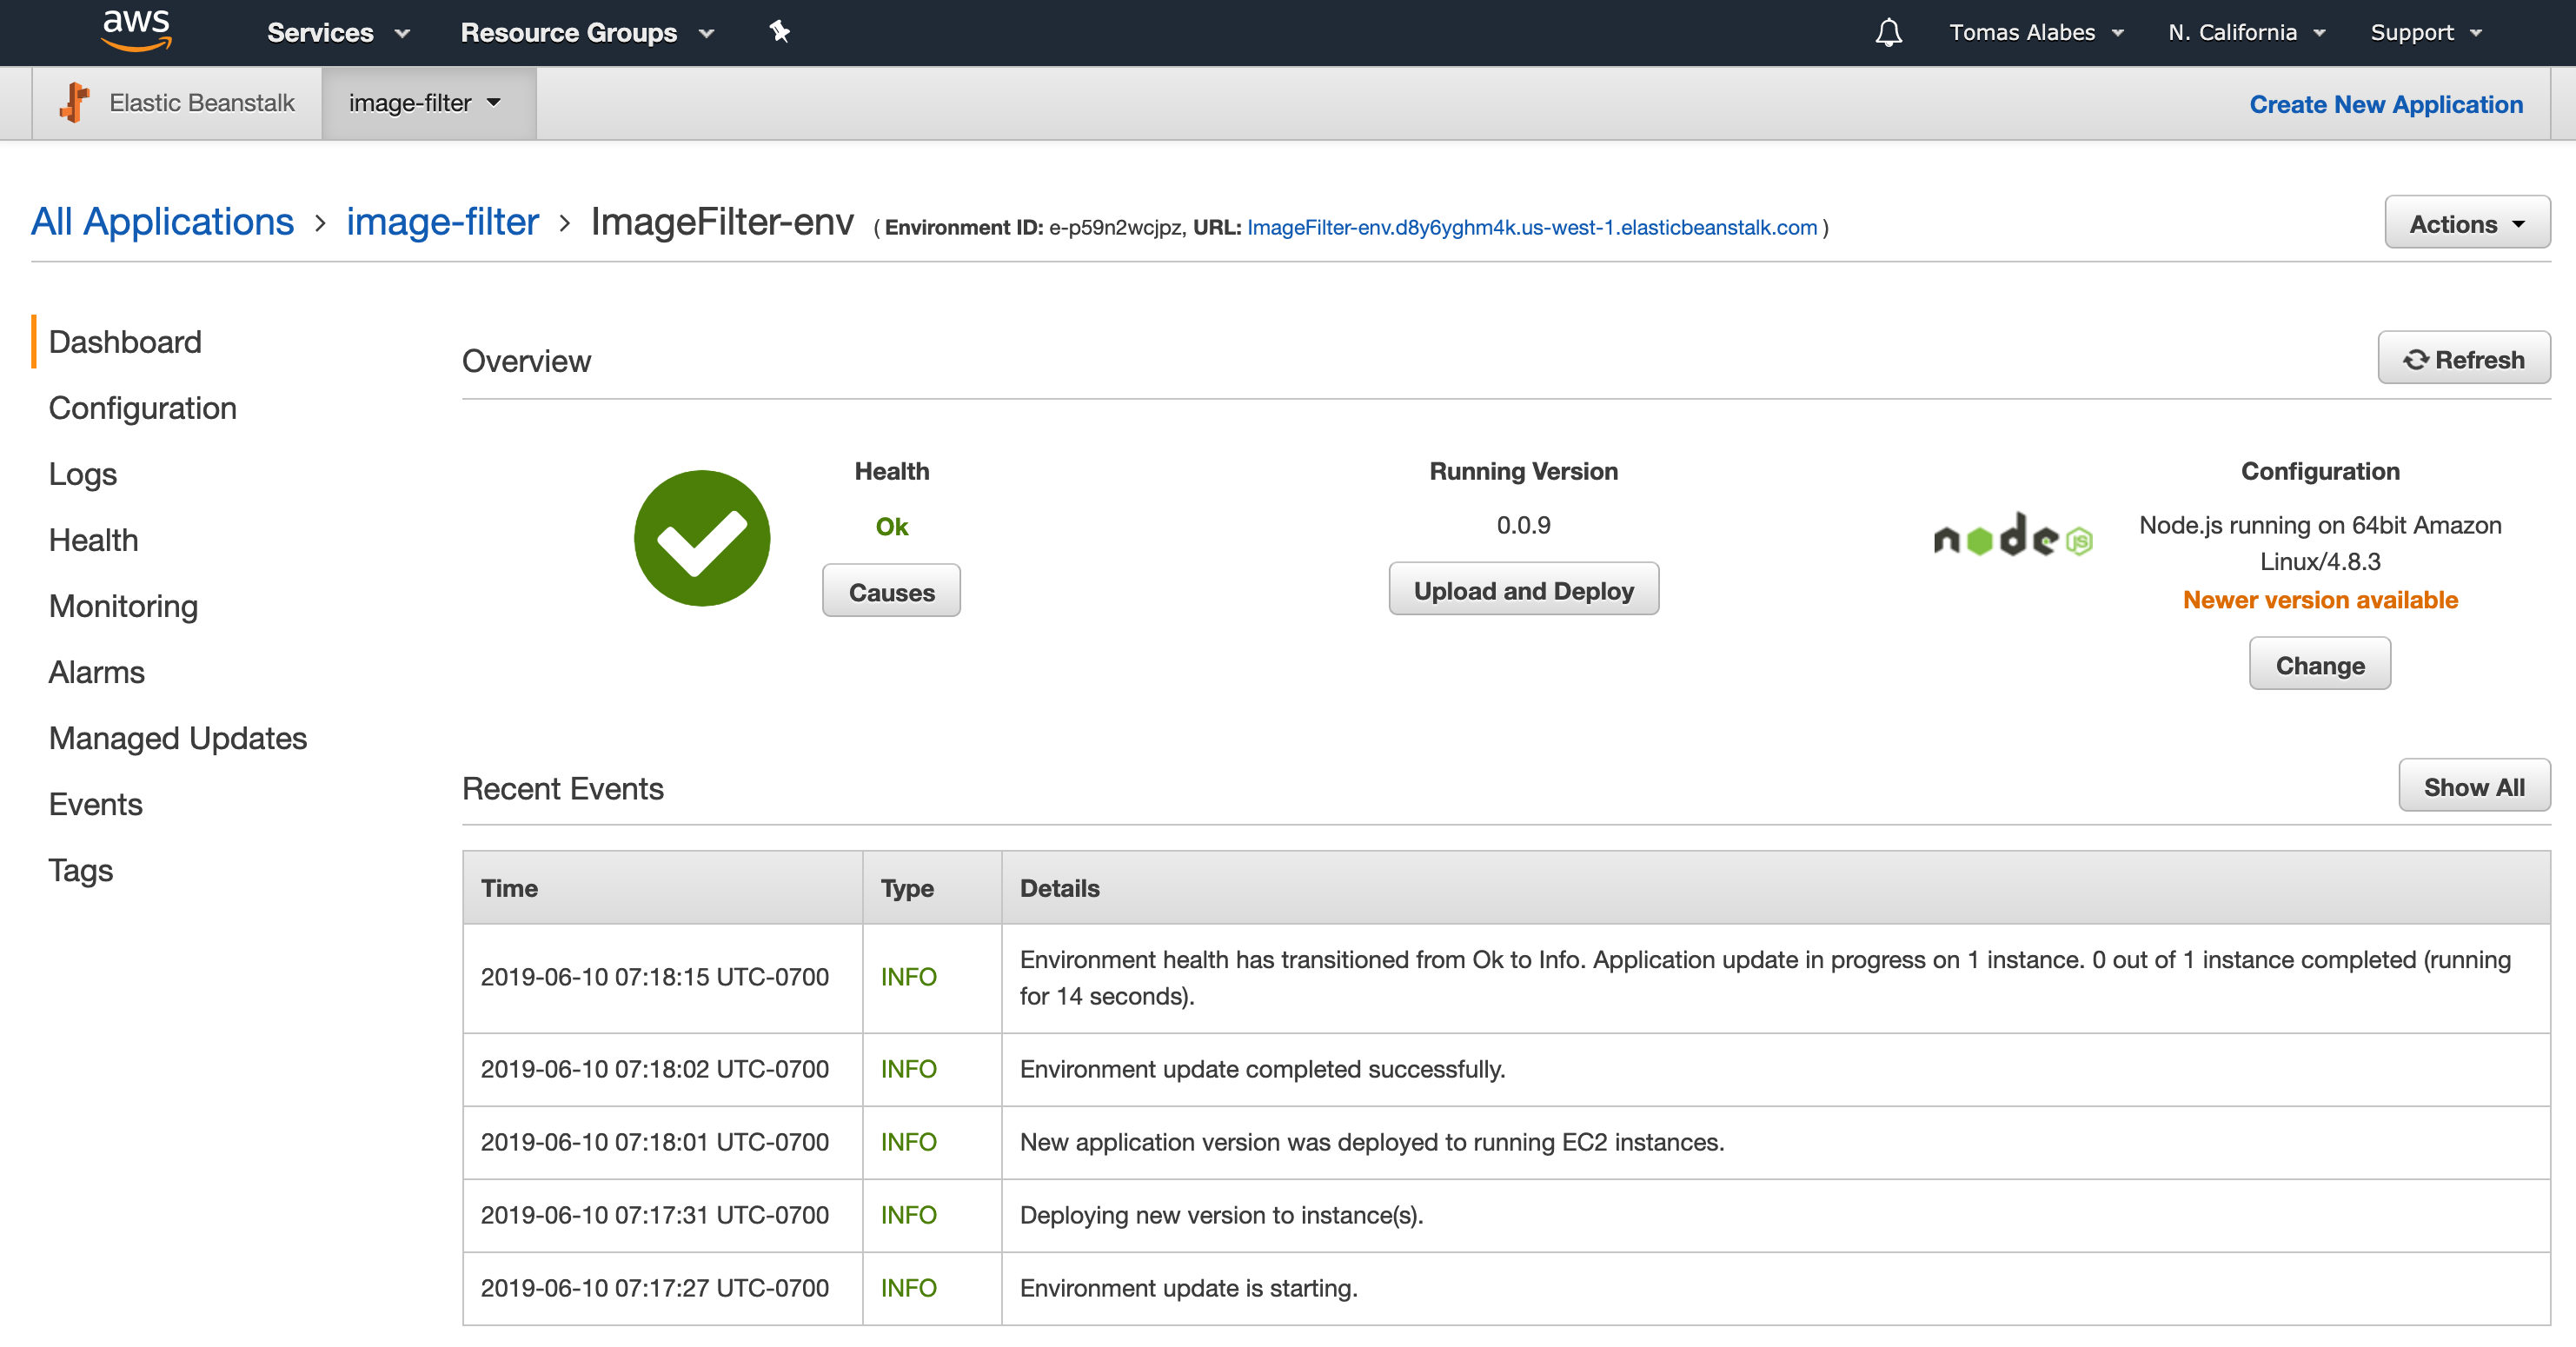 aws Services Resource Groups Tomas Alabes N. California Support
Elastic Beanstalk image-filter Create New Application
All Applications > image-filter > ImageFilter-env ( Environment ID: e-p59n2wcjpz, URL: ImageFilter-env.d8y6yghm4k.us-west-1.elasticbeanstalk.com ) Actions
Dashboard
Configuration
Logs
Health
Monitoring
Alarms
Managed Updates
Events
Tags
Overview Refresh
Health
Ok
Causes
Running Version
0.0.9
Upload and Deploy
node JS
Configuration
Node.js running on 64bit Amazon
Linux/4.8.3
Newer version available
Change
Recent Events Show All
Time Type Details
2019-06-10 07:18:15 UTC-0700 INFO Environment health has transitioned from Ok to Info. Application update in progress on 1 instance. 0 out of 1 instance completed (running
for 14 seconds).
2019-06-10 07:18:02 UTC-0700 INFO Environment update completed successfully.
2019-06-10 07:18:01 UTC-0700 INFO New application version was deployed to running EC2 instances.
2019-06-10 07:17:31 UTC-0700 INFO Deploying new version to instance(s).
2019-06-10 07:17:27 UTC-0700 INFO Environment update is starting.